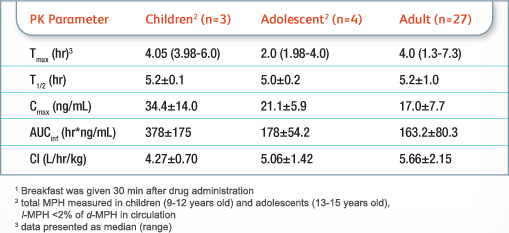 PK Parameter Children² (n=3) Adolescent² (n=4) Adult (n=27)
Tmax (hr)³ 4.05 (3.98-6.0) 2.0 (1.98-4.0) 4.0 (1.3-7.3)
T1/2 (hr) 5.2±0.1 5.0±0.2 5.2±1.0
Cmax (ng/mL) 34.4±14.0 21.1±5.9 17.0±7.7
AUCinf (hr*ng/mL) 378±175 178±54.2 163.2±80.3
Cl (L/hr/kg) 4.27±0.70 5.06±1.42 5.66±2.15
¹ Breakfast was given 30 min after drug administration
² total MPH measured in children (9-12 years old) and adolescents (13-15 years old),
l-MPH <2% of d-MPH in circulation
³ data presented as median (range)